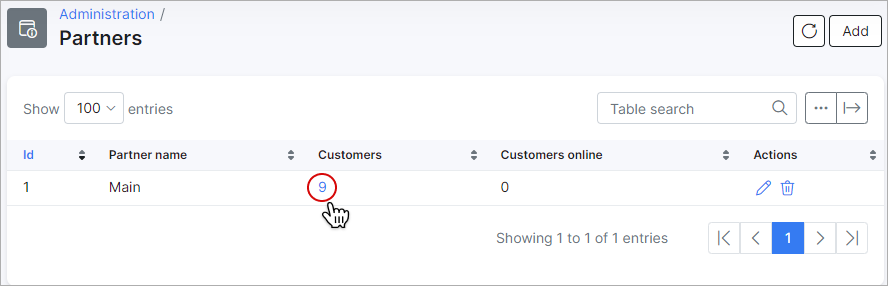 Administration /
Partners
Add
Show 100 entries
Table search
Id Partner name Customers Customers online Actions
1 Main 9 0
Showing 1 to 1 of 1 entries 1